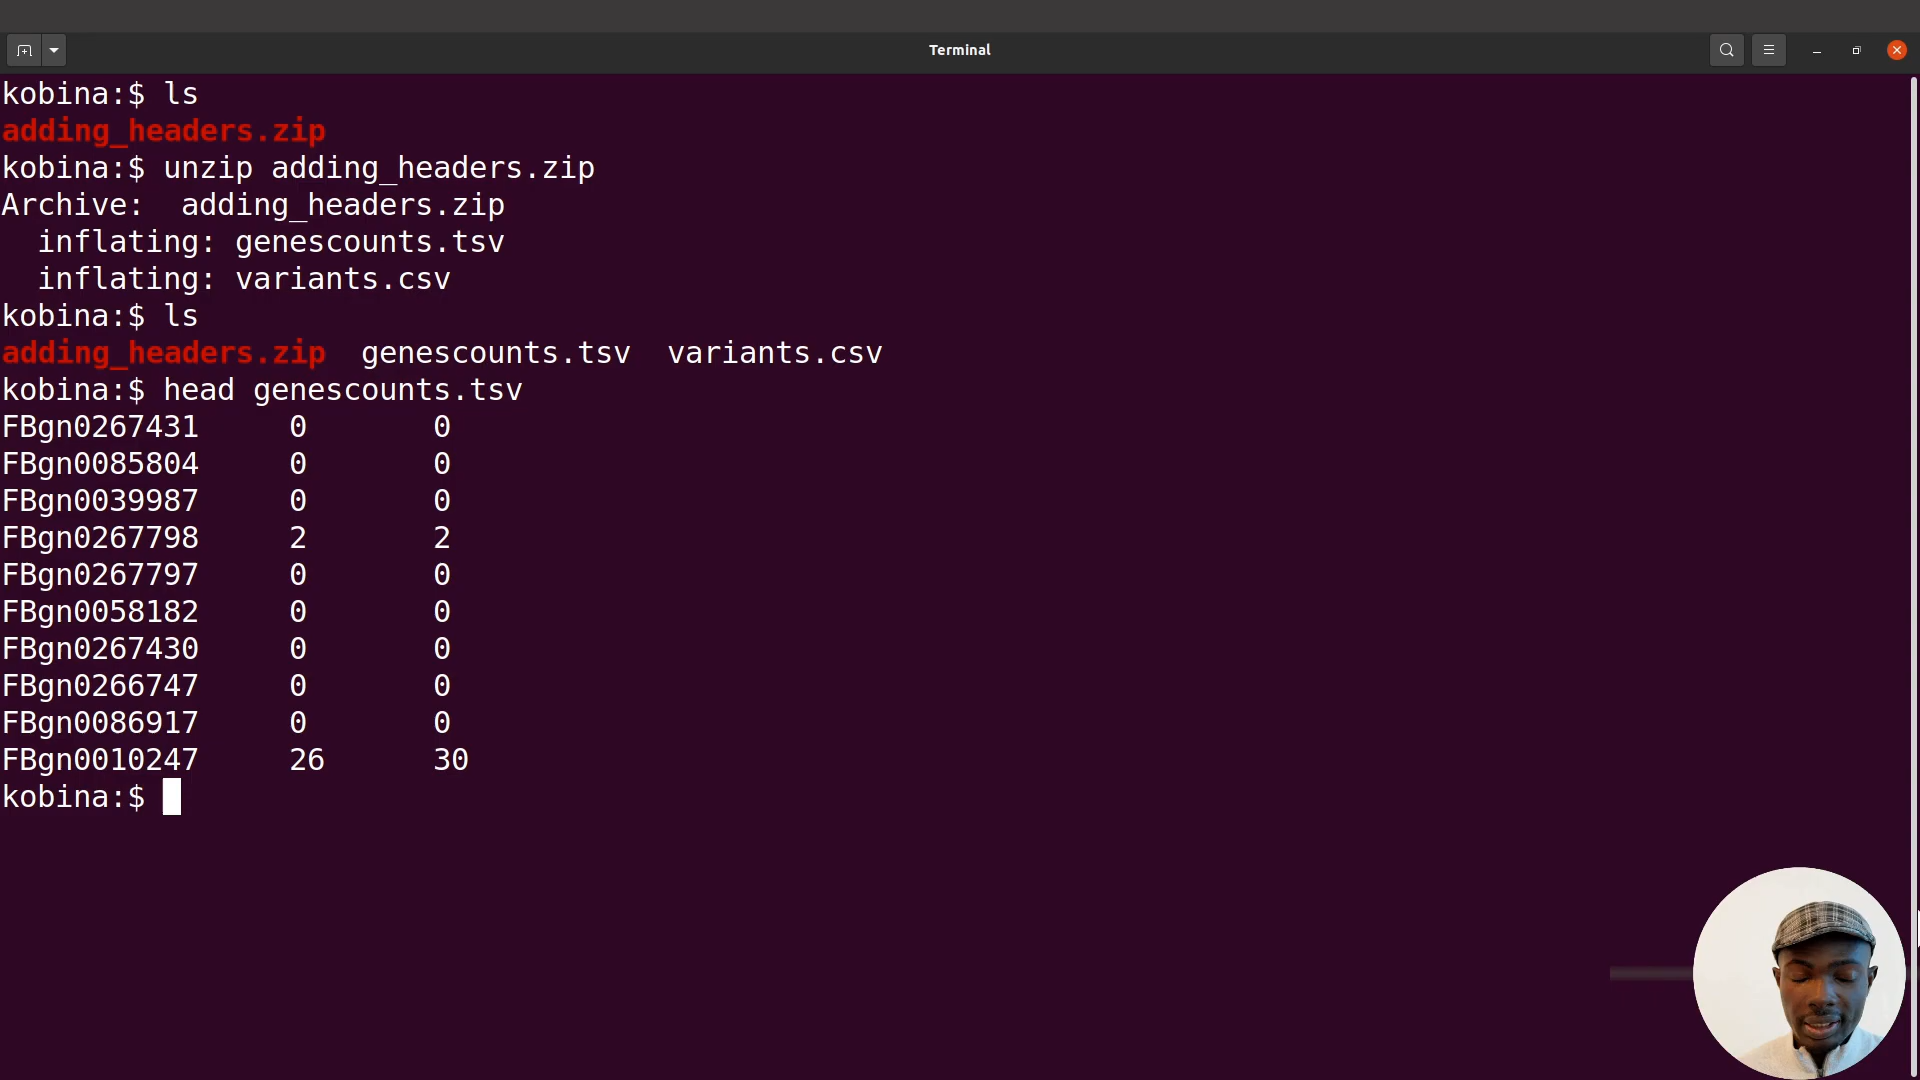 Terminal
kobina:$ ls
adding_headers.zip
kobina:$ unzip adding_headers.zip
Archive:  adding_headers.zip
  inflating: genescounts.tsv
  inflating: variants.csv
kobina:$ ls
adding_headers.zip  genescounts.tsv  variants.csv
kobina:$ head genescounts.tsv
FBgn0267431     0       0
FBgn0085804     0       0
FBgn0039987     0       0
FBgn0267798     2       2
FBgn0267797     0       0
FBgn0058182     0       0
FBgn0267430     0       0
FBgn0266747     0       0
FBgn0086917     0       0
FBgn0010247     26      30
kobina:$